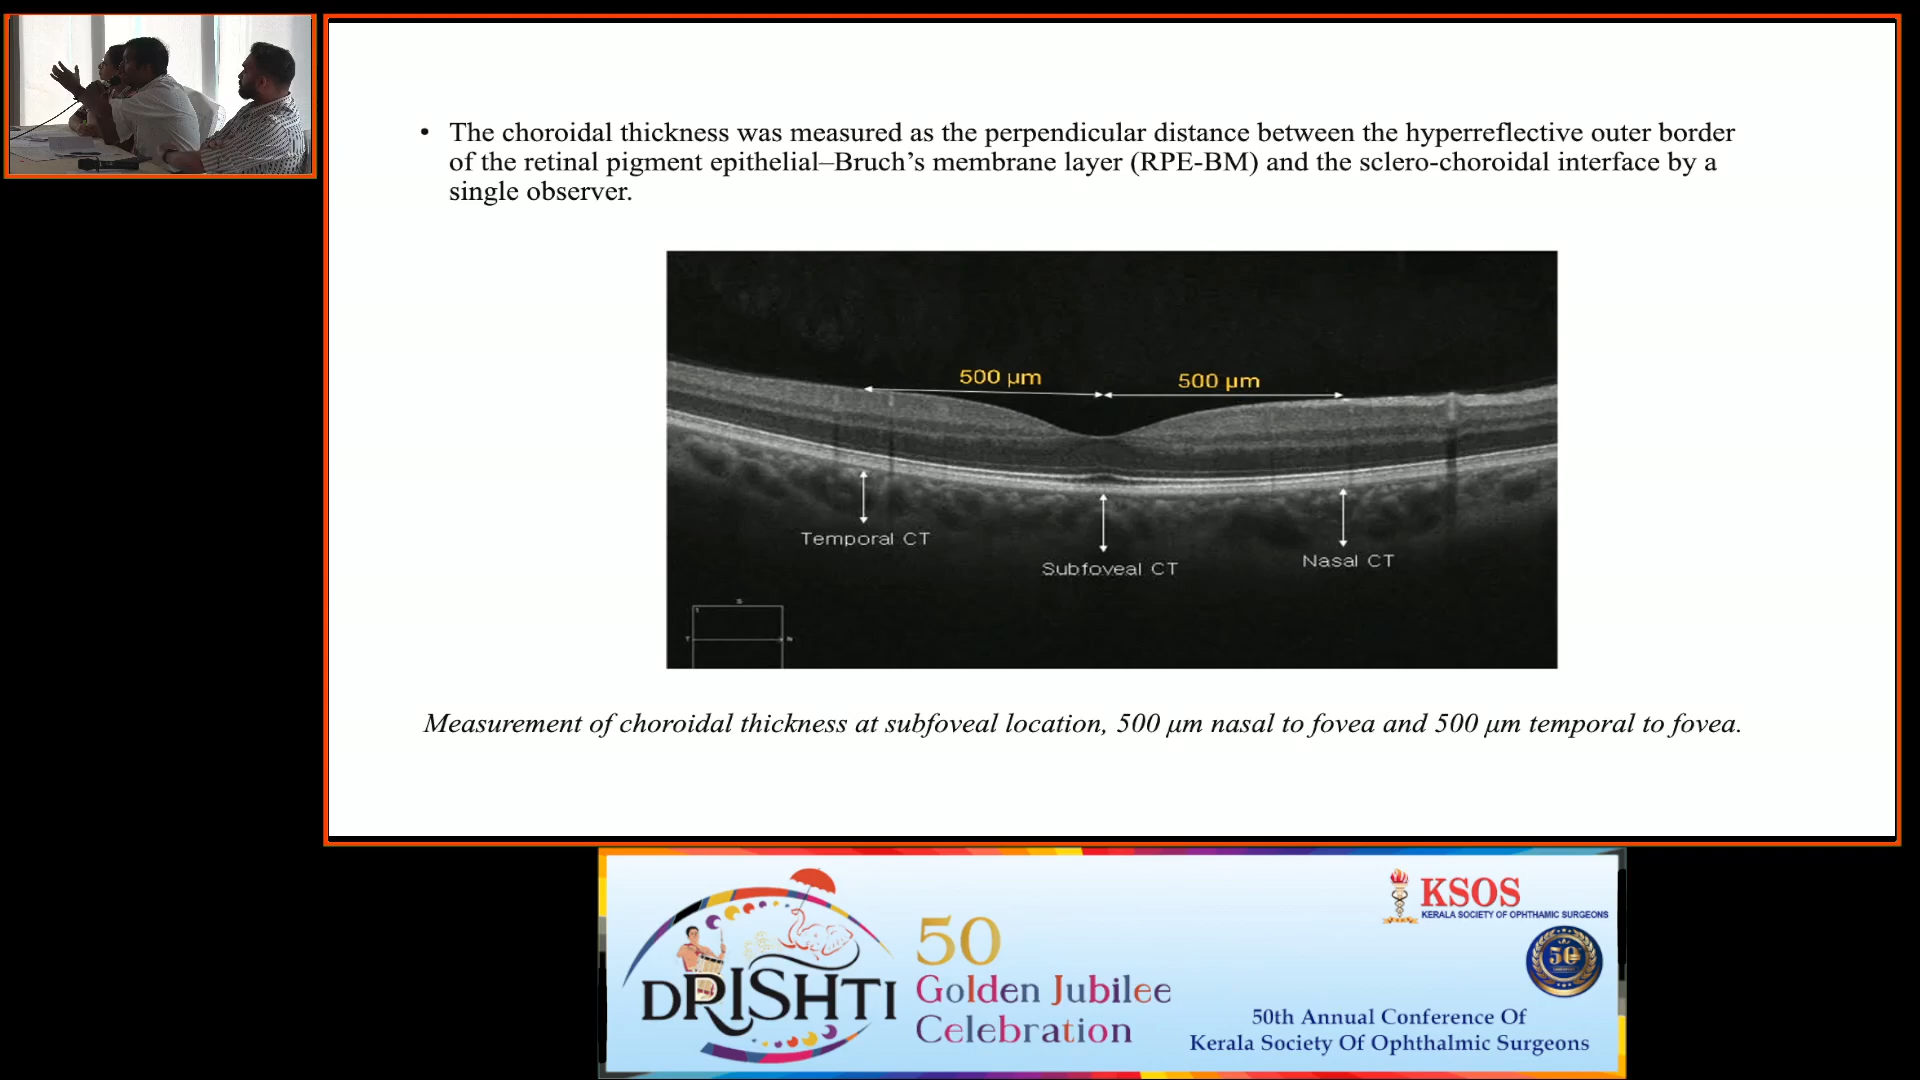 • The choroidal thickness was measured as the perpendicular distance between the hyperreflective outer border
of the retinal pigment epithelial–Bruch’s membrane layer (RPE-BM) and the sclero-choroidal interface by a
single observer.
500 µm
500 µm
Temporal CT
Subfoveal CT
Nasal CT
S
T
N
Measurement of choroidal thickness at subfoveal location, 500 µm nasal to fovea and 500 µm temporal to fovea.
DRISHTI
50
Golden Jubilee
Celebration
KSOS
KERALA SOCIETY OF OPHTHAMIC SURGEONS
50
50th Annual Conference Of
Kerala Society Of Ophthalmic Surgeons